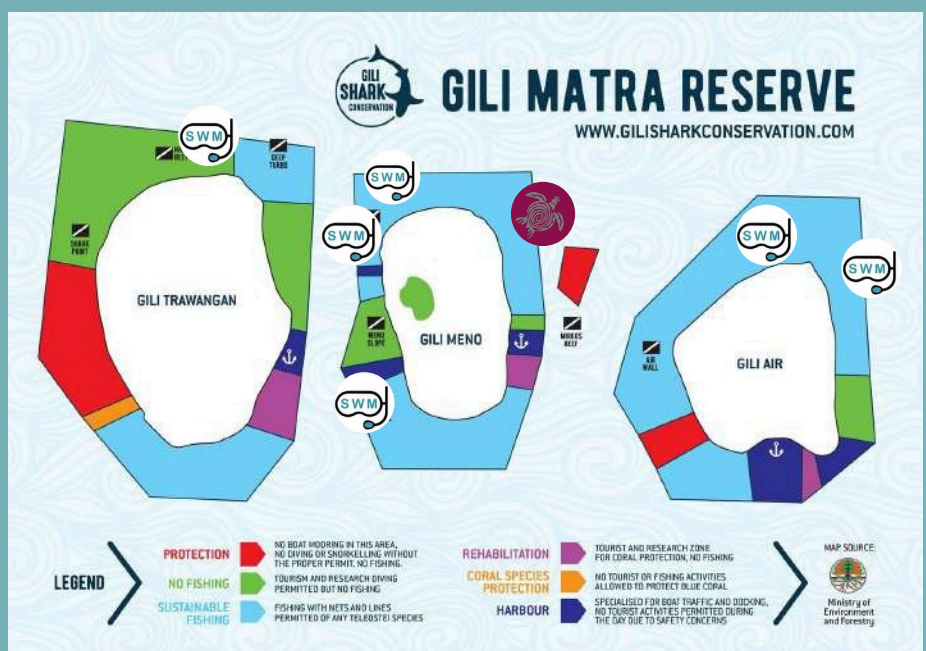 GILI
SHARK
CONSERVATION
GILI MATRA RESERVE
WWW.GILISHARKCONSERVATION.COM
SWM
DEEP
TURBO
SWM
SWM
SHARK
POINT
GILI TRAWANGAN
MENO
SLOPE
GILI MENO
SWM
MIRKOS
REEF
SWM
SWM
AIR
WALL
GILI AIR
LEGEND
PROTECTION
NO BOAT MOORING IN THIS AREA,
NO DIVING OR SNORKELLING WITHOUT
THE PROPER PERMIT, NO FISHING.
NO FISHING
TOURISM AND RESEARCH DIVING
PERMITTED BUT NO FISHING
SUSTAINABLE
FISHING
FISHING WITH NETS AND LINES
PERMITTED OF ANY TELEOSTEI SPECIES
REHABILITATION
TOURIST AND RESEARCH ZONE
FOR CORAL PROTECTION, NO FISHING
CORAL SPECIES
PROTECTION
NO TOURIST OR FISHING ACTIVITIES
ALLOWED TO PROTECT BLUE CORAL
HARBOUR
SPECIALISED FOR BOAT TRAFFIC AND DOCKING,
NO TOURIST ACTIVITIES PERMITTED DURING
THE DAY DUE TO SAFETY CONCERNS
MAP SOURCE:
Ministry of
Environment
and Forestry